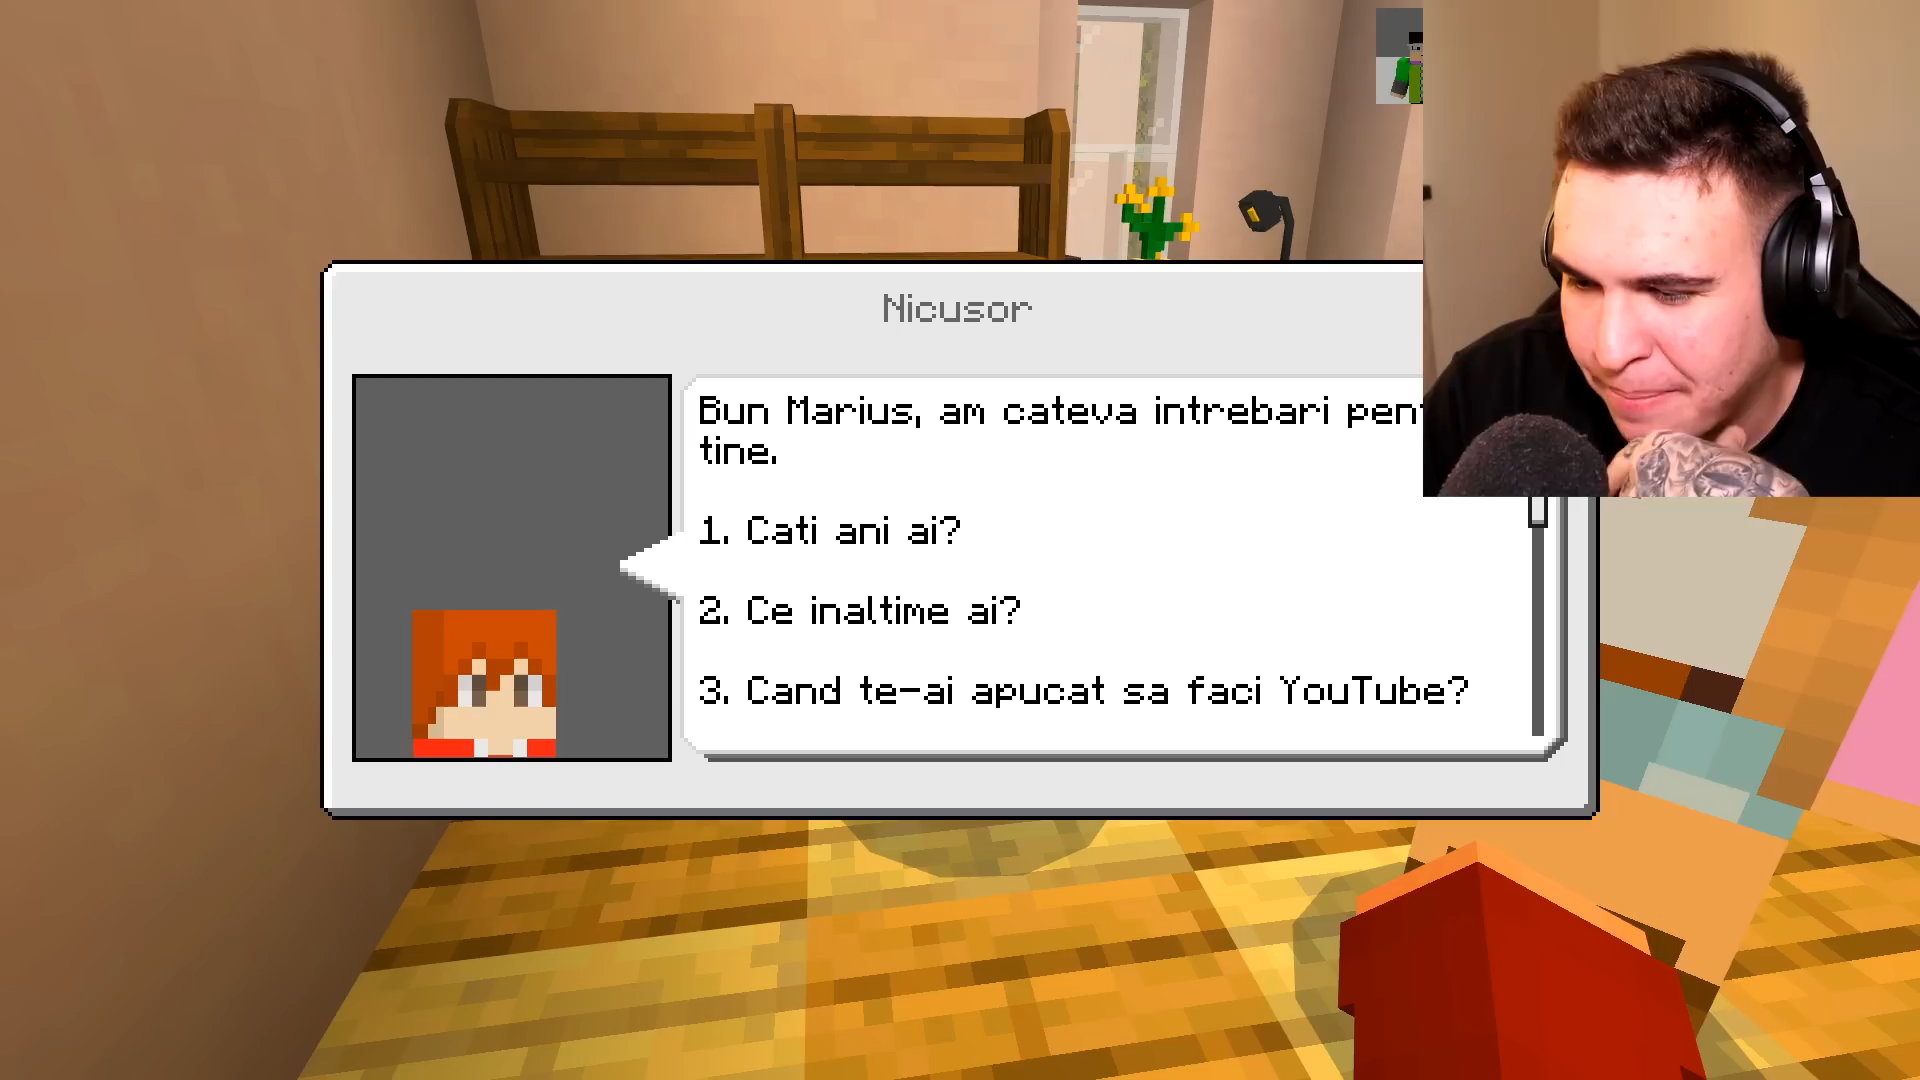 Nicusor
Bun Marius, am cateva intrebari
tine.
1. Cati ani ai?
2. Ce inaltime ai?
3. Cand te-ai apucat sa faci YouTube?